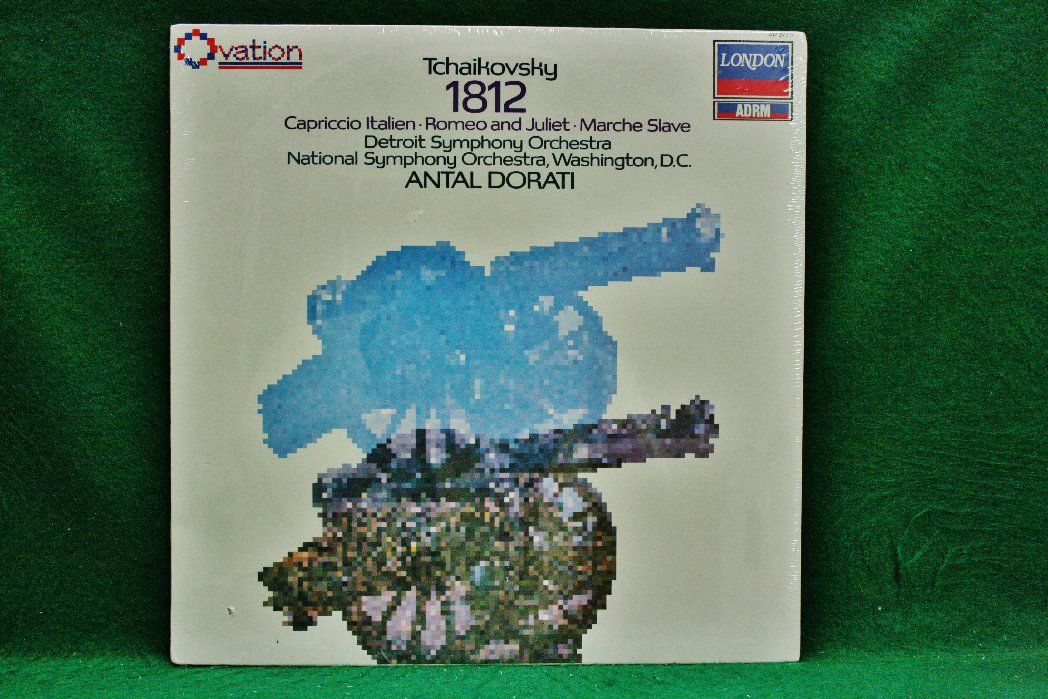 Ovation
Tchaikovsky
1812
Capriccio Italien · Romeo and Juliet · Marche Slave
Detroit Symphony Orchestra
National Symphony Orchestra, Washington, D.C.
ANTAL DORATI
LONDON
ADRM